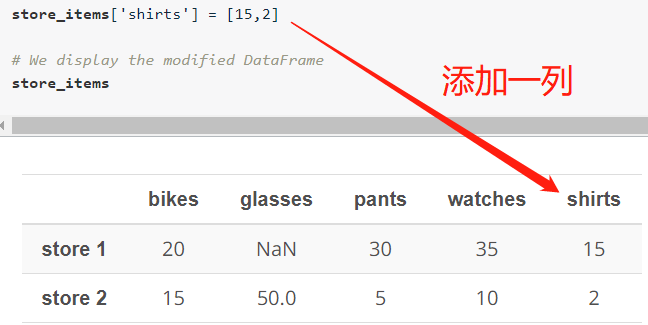 store_items['shirts'] = [15,2]
# We display the modified DataFrame
store_items
添加一列
bikes glasses pants watches shirts
store 1 20 NaN 30 35 15
store 2 15 50.0 5 10 2